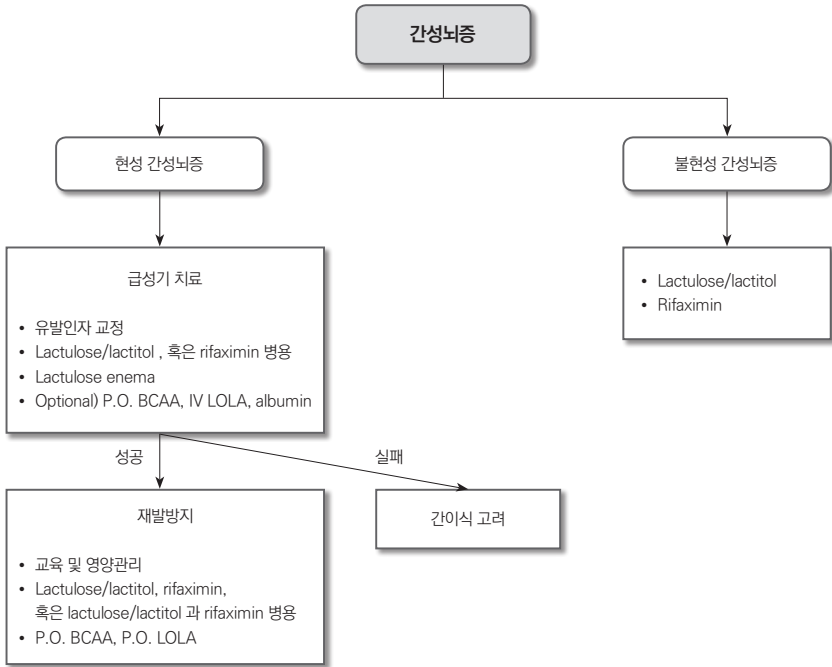 간성뇌증
현성 간성뇌증
불현성 간성뇌증
급성기 치료
• 유발인자 교정
• Lactulose/lactitol , 혹은 rifaximin 병용
• Lactulose enema
• Optional) P.O. BCAA, IV LOLA, albumin
• Lactulose/lactitol
• Rifaximin
성공
실패
재발방지
• 교육 및 영양관리
• Lactulose/lactitol, rifaximin,
혹은 lactulose/lactitol 과 rifaximin 병용
• P.O. BCAA, P.O. LOLA
간이식 고려